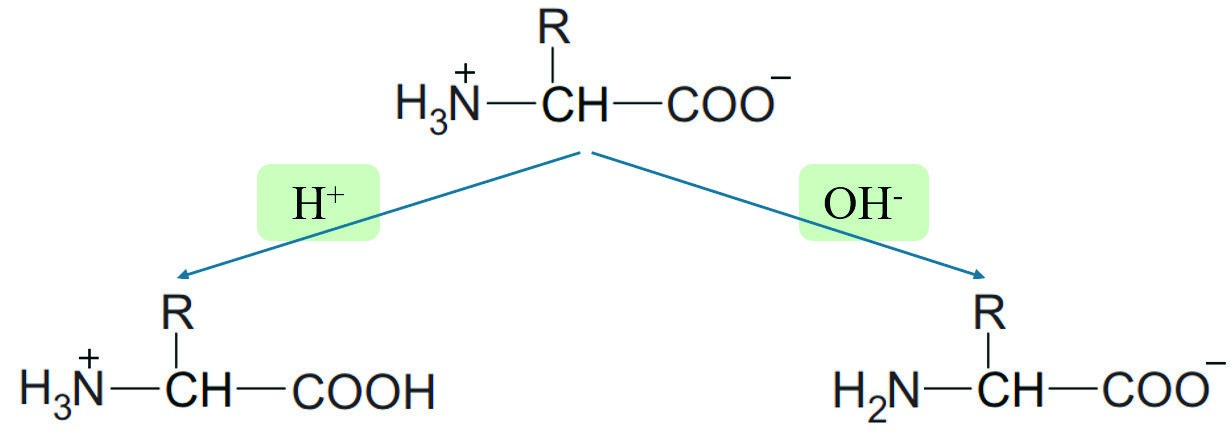 R
H₃N⁺—CH—COO⁻
H⁺
OH⁻
R
H₃N⁺—CH—COOH
R
H₂N—CH—COO⁻